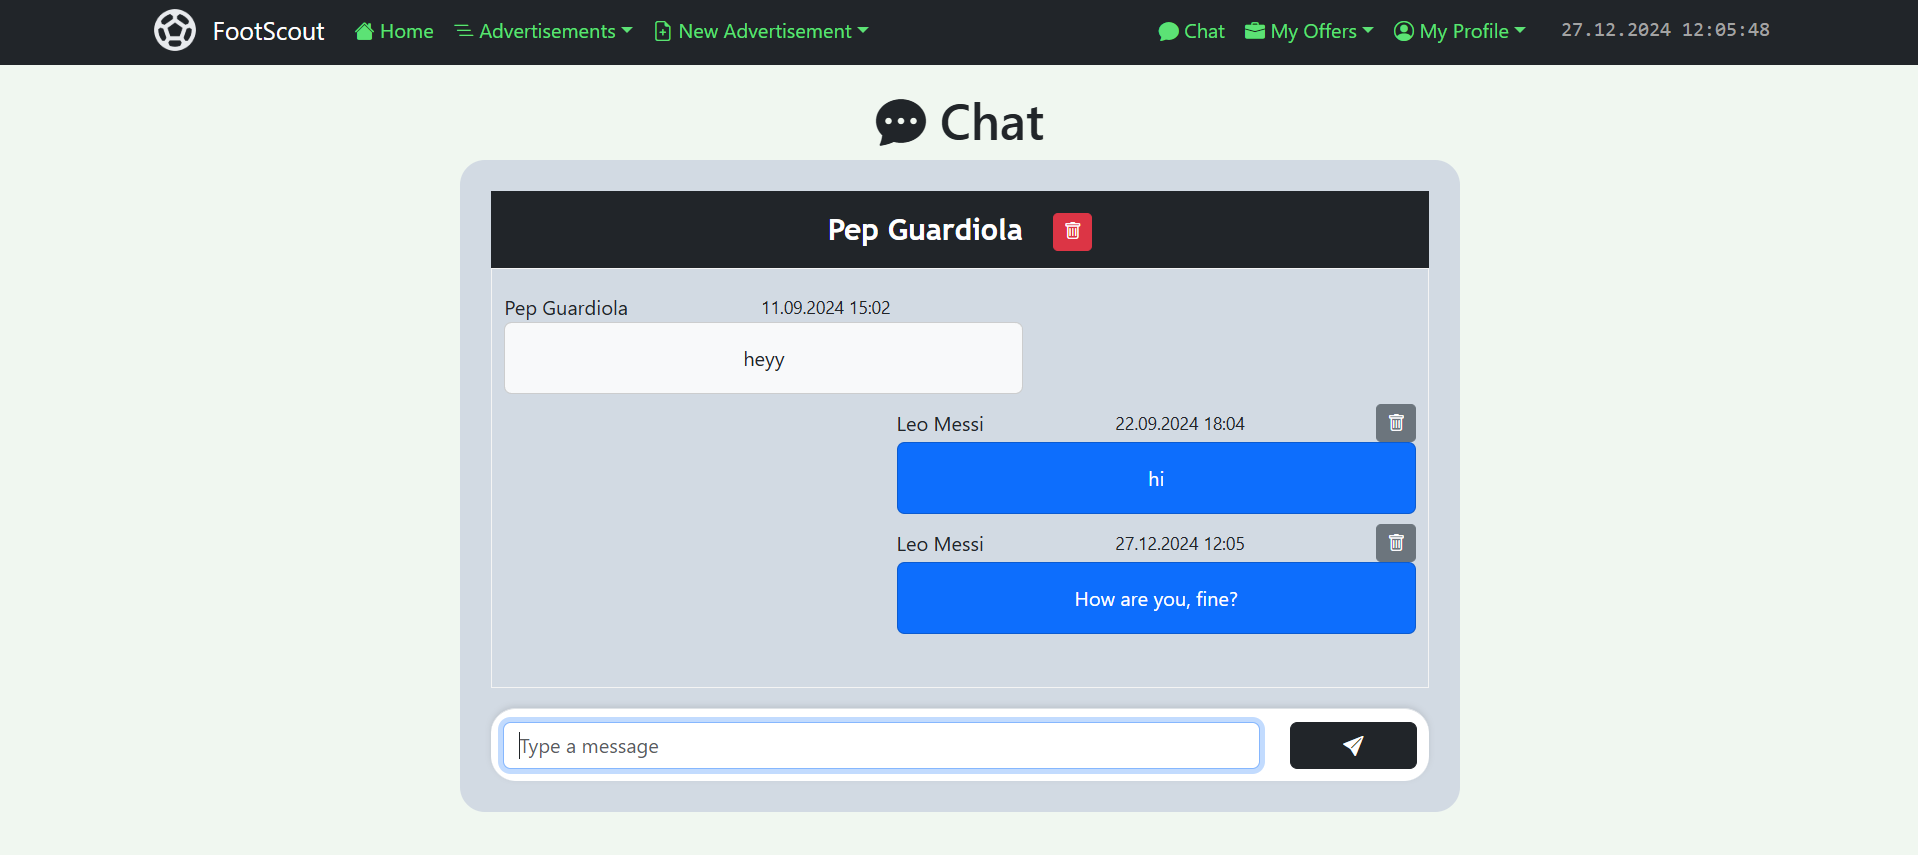 FootScout Home Advertisements New Advertisement Chat My Offers My Profile 27.12.2024 12:05:48
Chat
Pep Guardiola
Pep Guardiola 11.09.2024 15:02
heyy
Leo Messi 22.09.2024 18:04
hi
Leo Messi 27.12.2024 12:05
How are you, fine?
Type a message